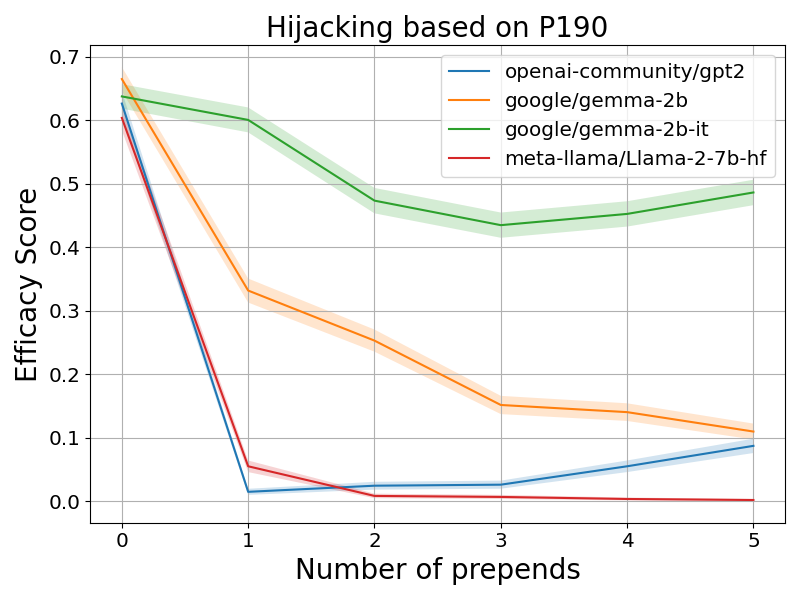 Hijacking based on P190
openai-community/gpt2
google/gemma-2b
google/gemma-2b-it
meta-llama/Llama-2-7b-hf
Efficacy Score
0.7
0.6
0.5
0.4
0.3
0.2
0.1
0.0
0 1 2 3 4 5
Number of prepends